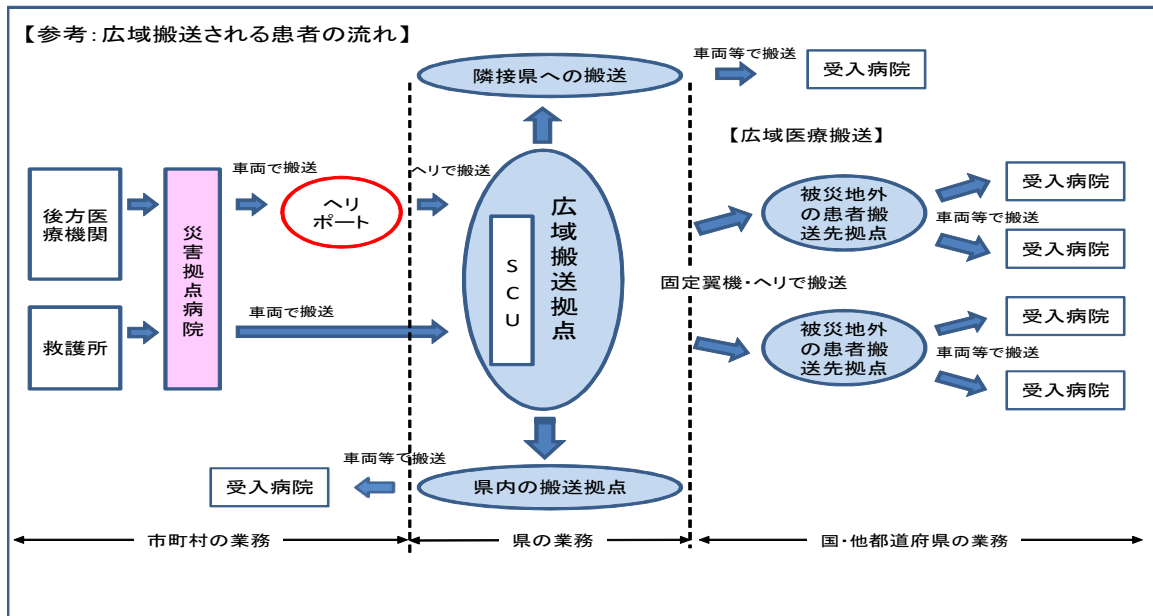 【参考：広域搬送される患者の流れ】
隣接県への搬送
車両等で搬送
受入病院
【広域医療搬送】
後方医
療機関
救護所
災害拠点病院
車両で搬送
ヘリ
ポート
ヘリで搬送
車両で搬送
広域搬送拠点
SCU
固定翼機・ヘリで搬送
被災地外
の患者搬
送先拠点
車両等で搬送
受入病院
受入病院
被災地外
の患者搬
送先拠点
車両等で搬送
受入病院
受入病院
県内の搬送拠点
車両等で搬送
受入病院
市町村の業務
県の業務
国・他都道府県の業務